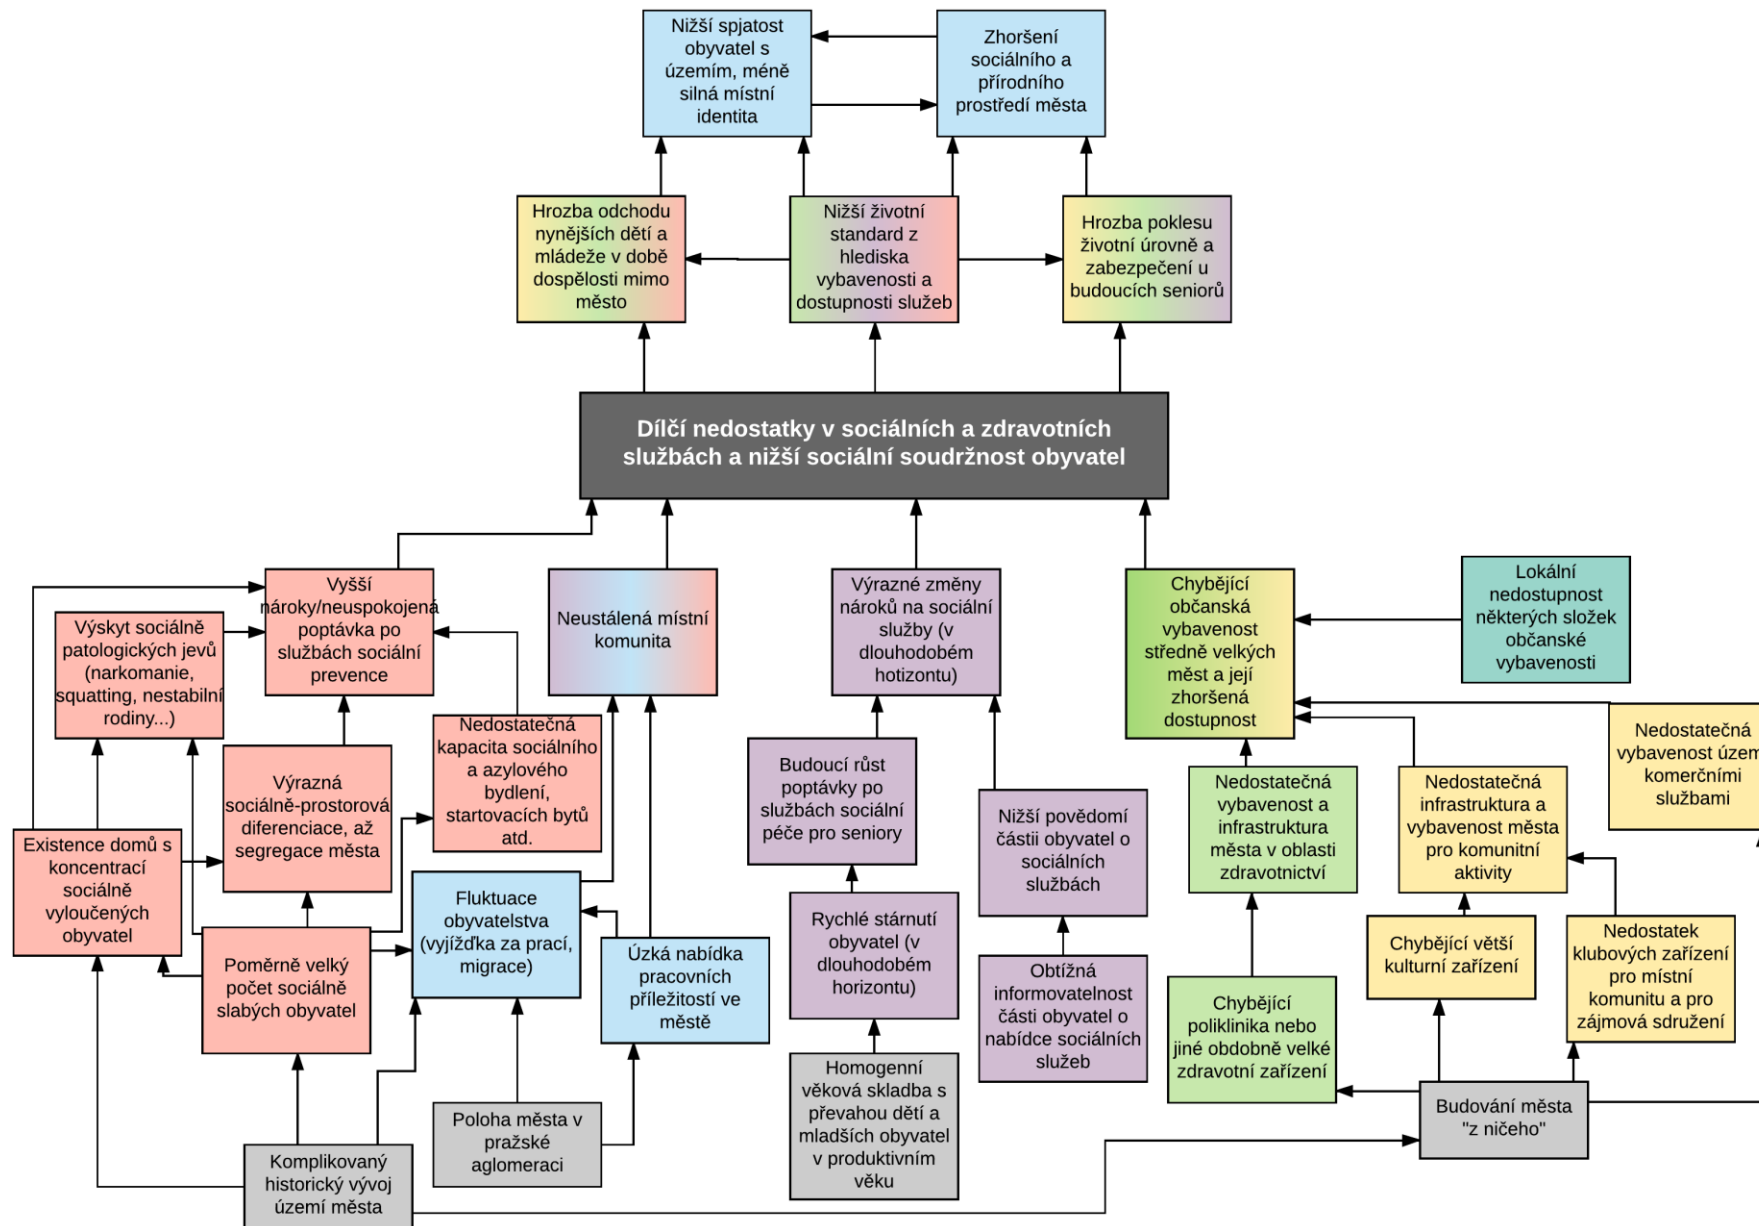 Nižší spjatost
obyvatel s
územím, méně
silná místní
identita
Zhoršení
sociálního a
přírodního
prostředí města
Hrozba odchodu
nynějších dětí a
mládeže v době
dospělosti mimo
město
Nižší životní
standard z
hlediska
vybavenosti a
dostupnosti služeb
Hrozba poklesu
životní úrovně a
zabezpečení u
budoucích seniorů
Dílčí nedostatky v sociálních a zdravotních
službách a nižší sociální soudržnost obyvatel
Vyšší
nároky/neuspokojená
poptávka po
službách sociální
prevence
Neustálená místní
komunita
Výrazné změny
nároků na sociální
služby (v
dlouhodobém
hotizontu)
Chybějící
občanská
vybavenost
středně velkých
měst a její
zhoršená
dostupnost
Lokální
nedostupnost
některých složek
občanské
vybavenosti
Výskyt sociálně
patologických jevů
(narkomanie,
squatting, nestabilní
rodiny...)
Výrazná
sociálně-prostorová
diferenciace, až
segregace města
Nedostatečná
kapacita sociálního
a azylového
bydlení,
startovacích bytů
atd.
Budoucí růst
poptávky po
službách sociální
péče pro seniory
Nižší povědomí
částii obyvatel o
sociálních
službách
Nedostatečná
vybavenost a
infrastruktura
města v oblasti
zdravotnictví
Nedostatečná
infrastruktura a
vybavenost města
pro komunitní
aktivity
Nedostatečná
vybavenost územ
komerčními
službami
Existence domů s
koncentrací
sociálně
vyloučených
obyvatel
Poměrně velký
počet sociálně
slabých obyvatel
Fluktuace
obyvatelstva
(vyjížďka za prací,
migrace)
Úzká nabídka
pracovních
příležitostí ve
městě
Rychlé stárnutí
obyvatel (v
dlouhodobém
horizontu)
Obtížná
informovatelnost
části obyvatel o
nabídce sociálních
služeb
Chybějící
poliklinika nebo
jiné obdobně velké
zdravotní zařízení
Chybějící větší
kulturní zařízení
Nedostatek
klubových zařízení
pro místní
komunitu a pro
zájmová sdružení
Komplikovaný
historický vývoj
území města
Poloha města v
pražské
aglomeraci
Homogenní
věková skladba s
převahou dětí a
mladších obyvatel
v produktivním
věku
Budování města
"z ničeho"